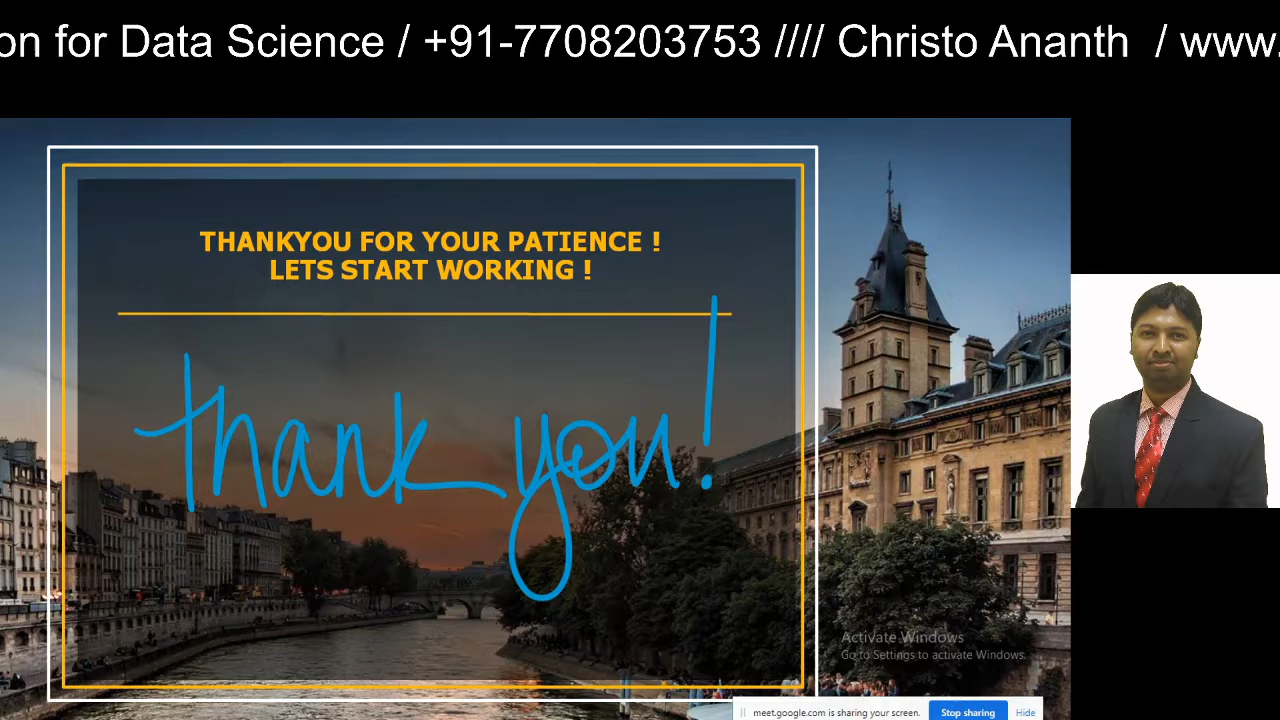 on for Data Science / +91-7708203753 //// Christo Ananth / www.
THANKYOU FOR YOUR PATIENCE !
LETS START WORKING !
thank you!
Activate Windows
Go to Settings to activate Windows.
meet.google.com is sharing your screen. Stop sharing Hide